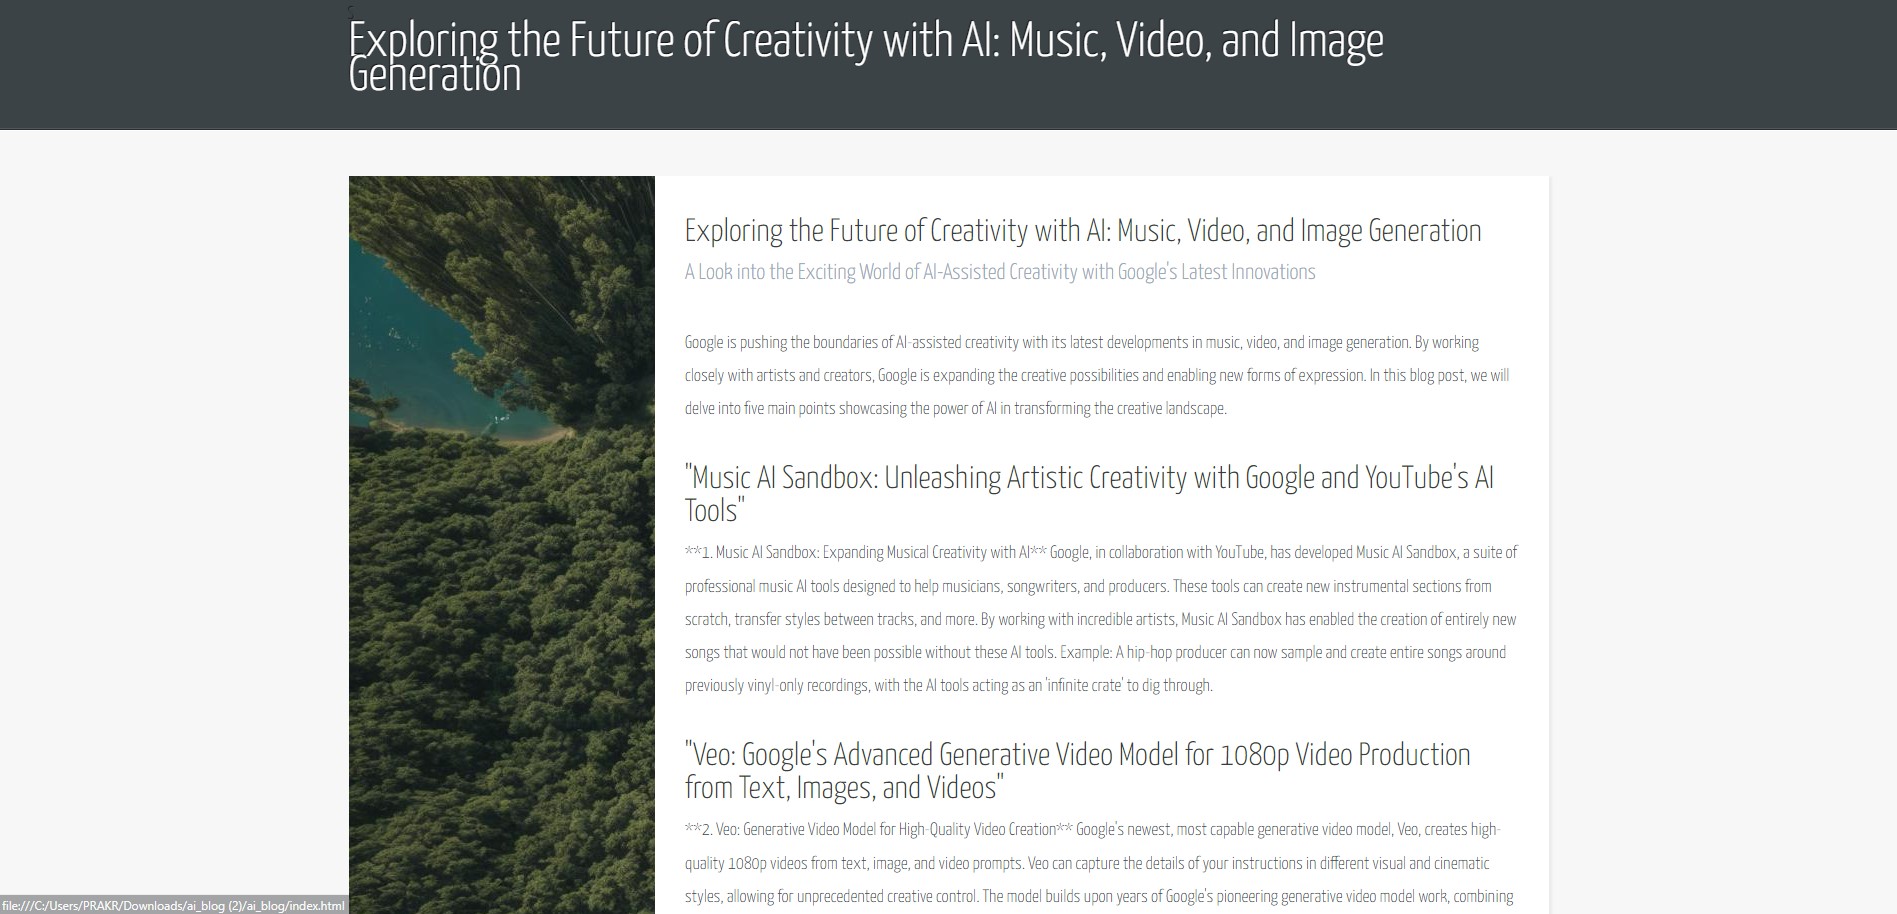 S
Exploring the Future of Creativity with AI: Music, Video, and Image
Generation
Exploring the Future of Creativity with AI: Music, Video, and Image Generation
A Look into the Exciting World of AI-Assisted Creativity with Google's Latest Innovations
Google is pushing the boundaries of AI-assisted creativity with its latest developments in music, video, and image generation. By working
closely with artists and creators, Google is expanding the creative possibilities and enabling new forms of expression. In this blog post, we will
delve into five main points showcasing the power of AI in transforming the creative landscape.
"Music AI Sandbox: Unleashing Artistic Creativity with Google and YouTube's AI
Tools"
**1. Music AI Sandbox: Expanding Musical Creativity with AI** Google, in collaboration with YouTube, has developed Music AI Sandbox, a suite of
professional music AI tools designed to help musicians, songwriters, and producers. These tools can create new instrumental sections from
scratch, transfer styles between tracks, and more. By working with incredible artists, Music AI Sandbox has enabled the creation of entirely new
songs that would not have been possible without these AI tools. Example: A hip-hop producer can now sample and create entire songs around
previously vinyl-only recordings, with the AI tools acting as an 'infinite crate' to dig through.
"Veo: Google's Advanced Generative Video Model for 1080p Video Production
from Text, Images, and Videos"
**2. Veo: Generative Video Model for High-Quality Video Creation** Google's newest, most capable generative video model, Veo, creates high-
quality 1080p videos from text, image, and video prompts. Veo can capture the details of your instructions in different visual and cinematic
styles, allowing for unprecedented creative control. The model builds upon years of Google's pioneering generative video model work, combining
file:///C:/Users/PRAKR/Downloads/ai_blog (2)/ai_blog/index.html